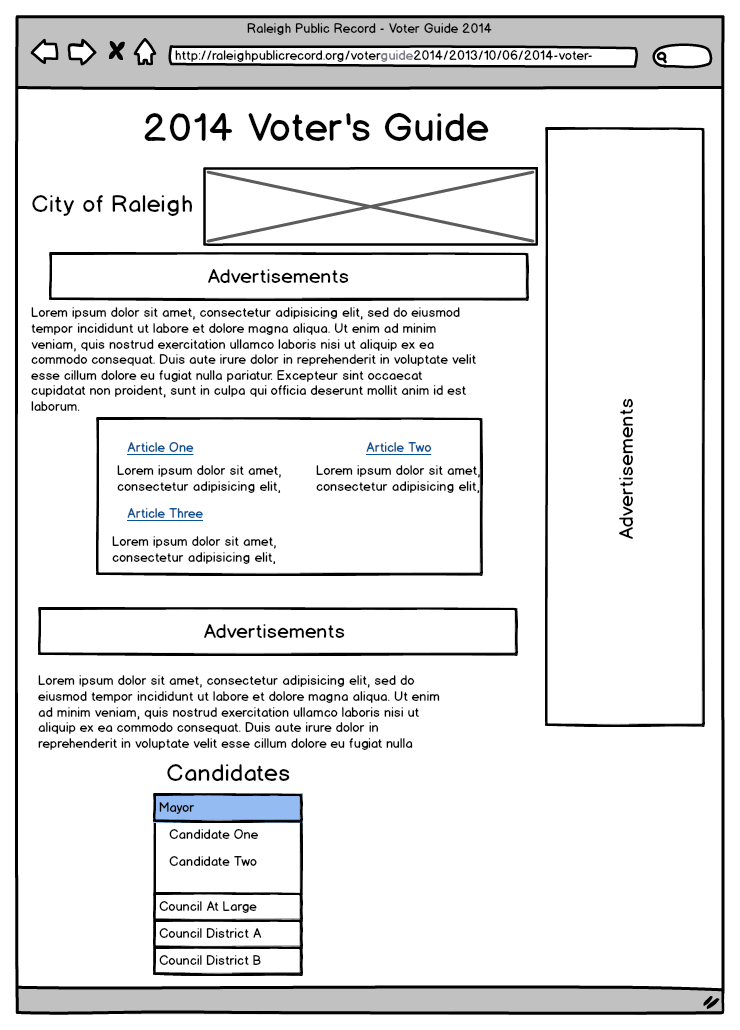 Raleigh Public Record - Voter Guide 2014
http://raleighpublicrecord.org/voterguide2014/2013/10/06/2014-voter-
2014 Voter's Guide
City of Raleigh
Advertisements
Lorem ipsum dolor sit amet, consectetur adipisicing elit, sed do eiusmod
tempor incididunt ut labore et dolore magna aliqua. Ut enim ad minim
veniam, quis nostrud exercitation ullamco laboris nisi ut aliquip ex ea
commodo consequat. Duis aute irure dolor in reprehenderit in voluptate velit
esse cillum dolore eu fugiat nulla pariatur. Excepteur sint occaecat
cupidatat non proident, sunt in culpa qui officia deserunt mollit anim id est
laborum.
Article One
Lorem ipsum dolor sit amet,
consectetur adipisicing elit,
Article Two
Lorem ipsum dolor sit amet,
consectetur adipisicing elit,
Article Three
Lorem ipsum dolor sit amet,
consectetur adipisicing elit,
Advertisements
Advertisements
Lorem ipsum dolor sit amet, consectetur adipisicing elit, sed do
eiusmod tempor incididunt ut labore et dolore magna aliqua. Ut enim
ad minim veniam, quis nostrud exercitation ullamco laboris nisi ut
aliquip ex ea commodo consequat. Duis aute irure dolor in
reprehenderit in voluptate velit esse cillum dolore eu fugiat nulla
Candidates
Mayor
Candidate One
Candidate Two
Council At Large
Council District A
Council District B